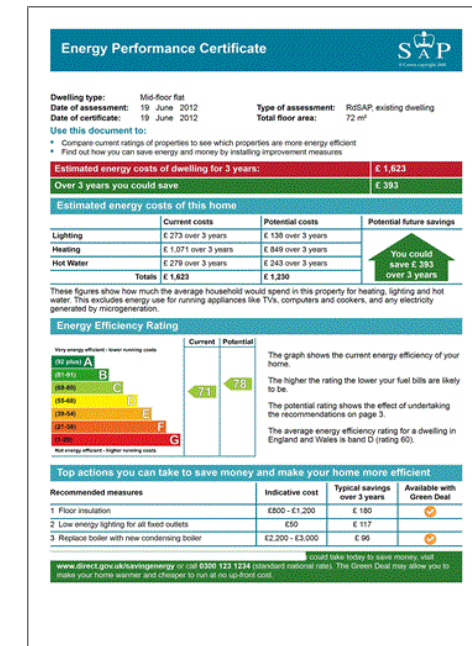 Energy Performance Certificate
SAP
Dwelling type: Mid-floor flat
Date of assessment: 19 June 2012 Type of assessment: RdSAP, existing dwelling
Date of certificate: 19 June 2012 Total floor area: 72 m²
Use this document to:
• Compare current ratings of properties to see which properties are more energy efficient
• Find out how you can save energy and money by installing improvement measures
Estimated energy costs of dwelling for 3 years: £ 1,623
Over 3 years you could save £ 393
Estimated energy costs of this home
Current costs Potential costs Potential future savings
Lighting £ 273 over 3 years £ 138 over 3 years
Heating £ 1,071 over 3 years £ 849 over 3 years
Hot Water £ 279 over 3 years £ 243 over 3 years
Totals £ 1,623 £ 1,230
You could
save £ 393
over 3 years
These figures show how much the average household would spend in this property for heating, lighting and hot
water. This excludes energy use for running appliances like TVs, computers and cookers, and any electricity
generated by microgeneration.
Energy Efficiency Rating
Current Potential
Very energy efficient - lower running costs
(92 plus) A
(81-91) B
(69-80) C
(55-68) D
(39-54) E
(21-38) F
(1-20) G
Not energy efficient - higher running costs
71
78
The graph shows the current energy efficiency of your
home.
The higher the rating the lower your fuel bills are likely
to be.
The potential rating shows the effect of undertaking
the recommendations on page 3.
The average energy efficiency rating for a dwelling in
England and Wales is band D (rating 60).
Top actions you can take to save money and make your home more efficient
Recommended measures Indicative cost Typical savings over 3 years Available with Green Deal
1 Floor insulation £800 - £1,200 £ 180
2 Low energy lighting for all fixed outlets £50 £ 117
3 Replace boiler with new condensing boiler £2,200 - £3,000 £ 96
could take today to save money, visit
www.direct.gov.uk/savingenergy or call 0300 123 1234 (standard national rate). The Green Deal may allow you to
make your home warmer and cheaper to run at no up-front cost.